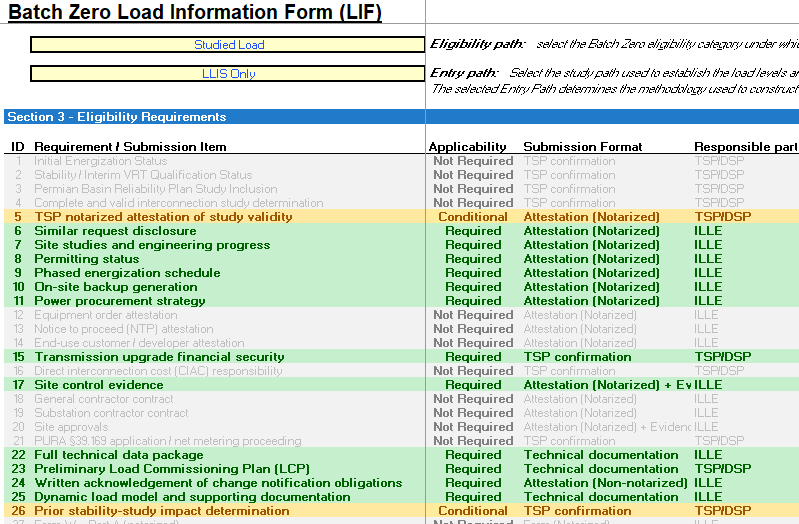 Batch Zero Load Information Form (LIF)
Studied Load
Eligibility path: select the Batch Zero eligibility category under
LLIS Only
Entry path: Select the study path used to establish the load levels
The selected Entry Path determines the methodology used to construct
Section 3 - Eligibility Requirements
ID Requirement / Submission Item Applicability Submission Format Responsible part
1 Initial Energization Status Not Required TSP confirmation TSP/DSP
2 Stability / Interim VRT Qualification Status Not Required TSP confirmation TSP/DSP
3 Permian Basin Reliability Plan Study Inclusion Not Required TSP confirmation TSP/DSP
4 Complete and valid interconnection study determination Not Required TSP confirmation TSP/DSP
5 TSP notarized attestation of study validity Conditional Attestation (Notarized) TSP/DSP
6 Similar request disclosure Required Attestation (Notarized) ILLE
7 Site studies and engineering progress Required Attestation (Notarized) ILLE
8 Permitting status Required Attestation (Notarized) ILLE
9 Phased energization schedule Required Attestation (Notarized) ILLE
10 On-site backup generation Required Attestation (Notarized) ILLE
11 Power procurement strategy Required Attestation (Notarized) ILLE
12 Equipment order attestation Not Required Attestation (Notarized) ILLE
13 Notice to proceed (NTP) attestation Not Required Attestation (Notarized) ILLE
14 End-use customer / developer attestation Not Required Attestation (Notarized) ILLE
15 Transmission upgrade financial security Required TSP confirmation TSP/DSP
16 Direct interconnection cost (CIAC) responsibility Not Required TSP confirmation TSP/DSP
17 Site control evidence Required Attestation (Notarized) + Ev ILLE
18 General contractor contract Not Required Attestation (Notarized) ILLE
19 Substation contractor contract Not Required Attestation (Notarized) ILLE
20 Site approvals Not Required Attestation (Notarized) + Evidenc ILLE
21 PURA §39.169 application / net metering proceeding Not Required TSP confirmation TSP/DSP
22 Full technical data package Required Technical documentation ILLE
23 Preliminary Load Commissioning Plan (LCP) Required Technical documentation TSP/DSP
24 Written acknowledgement of change notification obligations Required Attestation (Non-notarized) ILLE
25 Dynamic load model and supporting documentation Required Technical documentation ILLE
26 Prior stability-study impact determination Conditional TSP confirmation TSP/DSP